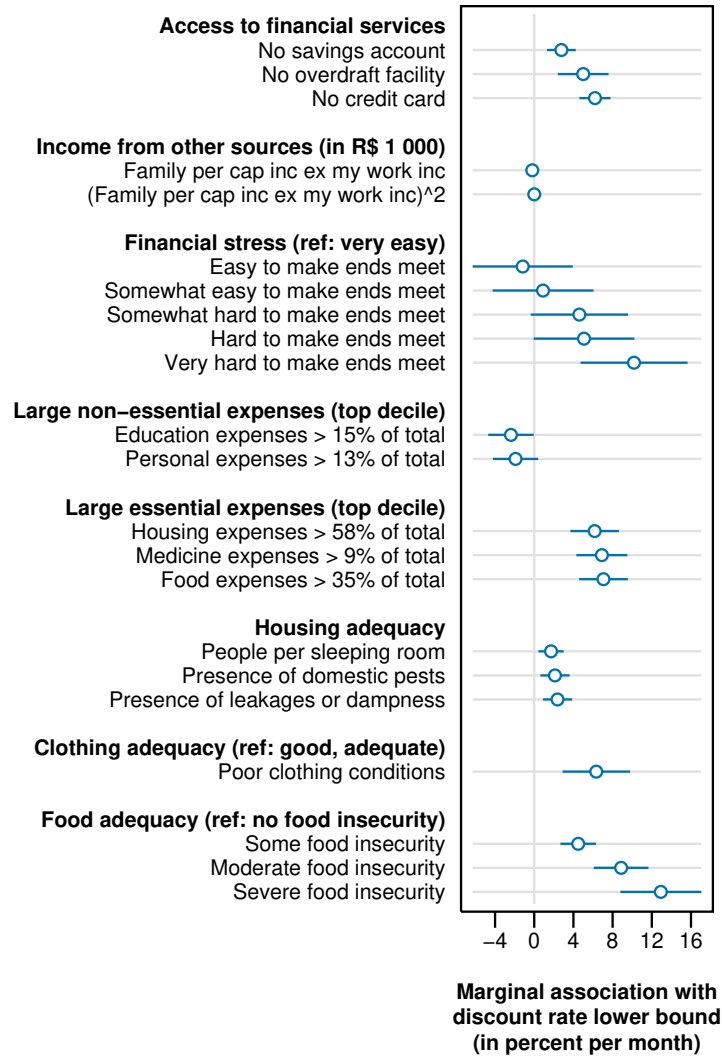 Access to financial services
No savings account
No overdraft facility
No credit card
Income from other sources (in R$ 1 000)
Family per cap inc ex my work inc
(Family per cap inc ex my work inc)^2
Financial stress (ref: very easy)
Easy to make ends meet
Somewhat easy to make ends meet
Somewhat hard to make ends meet
Hard to make ends meet
Very hard to make ends meet
Large non−essential expenses (top decile)
Education expenses > 15% of total
Personal expenses > 13% of total
Large essential expenses (top decile)
Housing expenses > 58% of total
Medicine expenses > 9% of total
Food expenses > 35% of total
Housing adequacy
People per sleeping room
Presence of domestic pests
Presence of leakages or dampness
Clothing adequacy (ref: good, adequate)
Poor clothing conditions
Food adequacy (ref: no food insecurity)
Some food insecurity
Moderate food insecurity
Severe food insecurity
−4 0 4 8 12 16
Marginal association with
discount rate lower bound
(in percent per month)